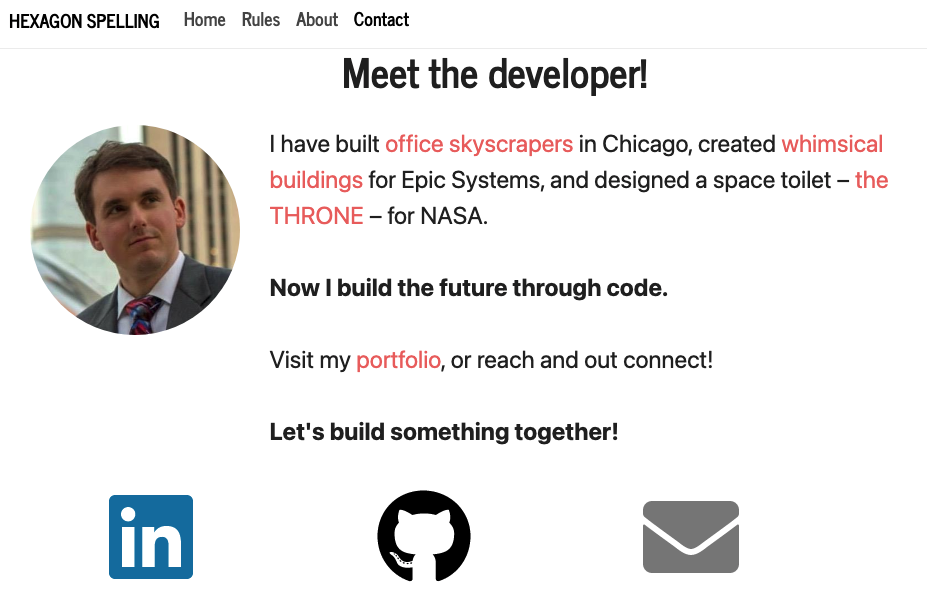 HEXAGON SPELLING Home Rules About Contact
Meet the developer!
I have built office skyscrapers in Chicago, created whimsical
buildings for Epic Systems, and designed a space toilet – the
THRONE – for NASA.
Now I build the future through code.
Visit my portfolio, or reach and out connect!
Let's build something together!
in